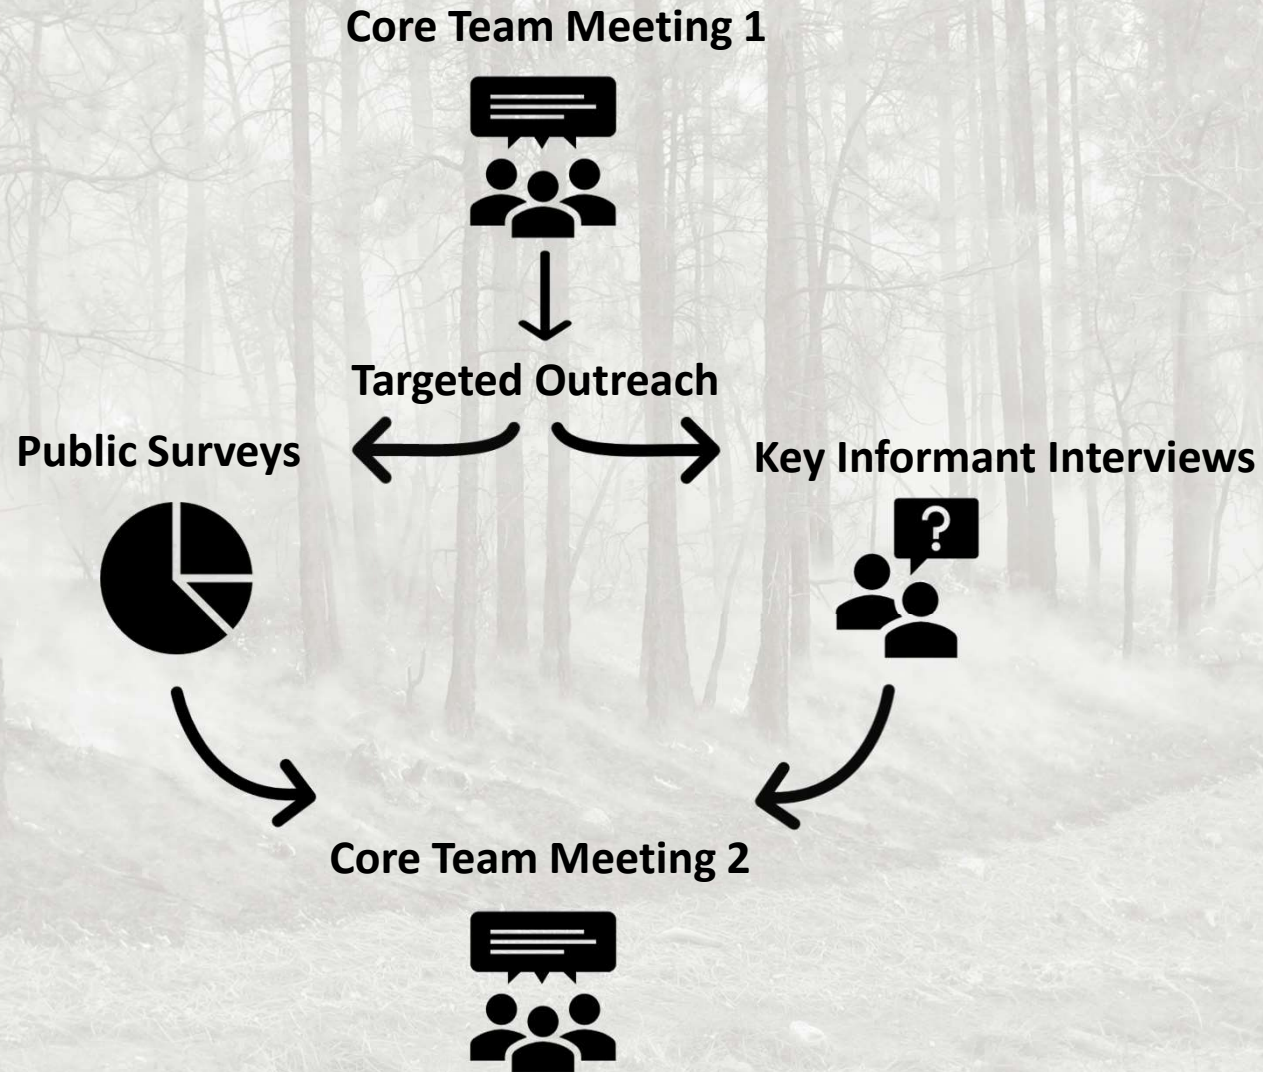 Core Team Meeting 1
Targeted Outreach
Public Surveys
Key Informant Interviews
?
Core Team Meeting 2